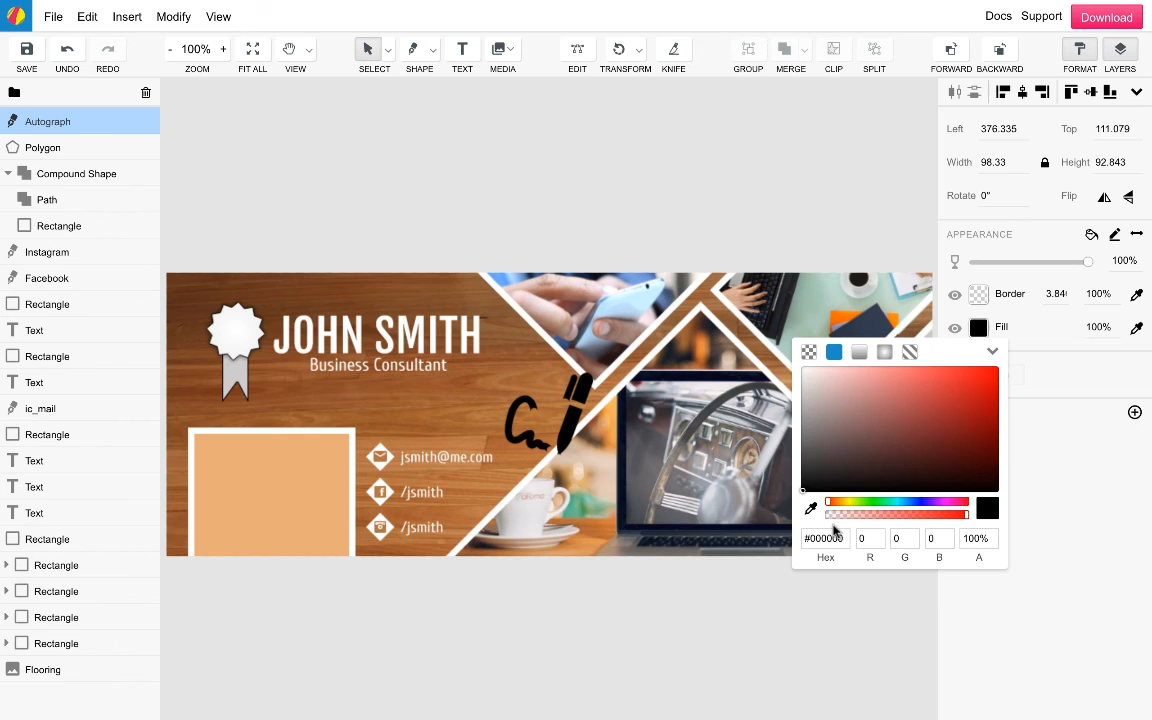 File Edit Insert Modify View
Docs Support Download
- 100% +
SAVE UNDO REDO ZOOM FIT ALL VIEW SELECT SHAPE TEXT MEDIA EDIT TRANSFORM KNIFE GROUP MERGE CLIP SPLIT FORWARD BACKWARD FORMAT LAYERS
Autograph
Polygon
Compound Shape
Path
Rectangle
Instagram
Facebook
Rectangle
Text
Rectangle
Text
ic_mail
Rectangle
Text
Text
Text
Rectangle
Rectangle
Rectangle
Rectangle
Rectangle
Flooring
JOHN SMITH
Business Consultant
jsmith@me.com
/jsmith
/jsmith
Left 376.335 Top 111.079
Width 98.33 Height 92.843
Rotate 0° Flip
APPEARANCE
100%
Border 3.84 100%
Fill 100%
#000000 0 0 0 100%
Hex R G B A